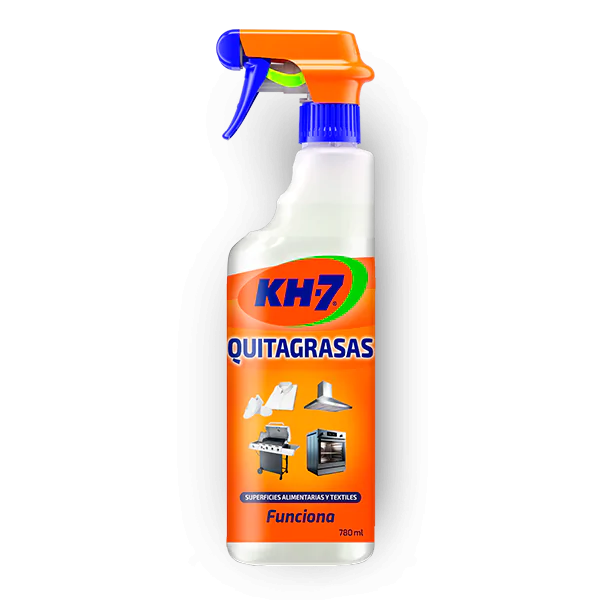 KH-7®
QUITAGRASAS
SUPERFICIES ALIMENTARIAS Y TEXTILES
Funciona
780 ml